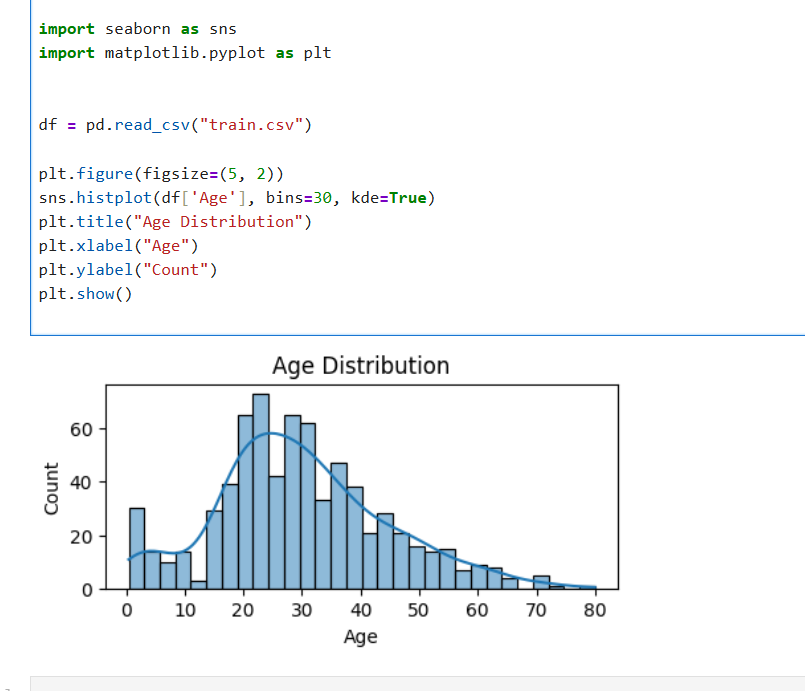 import seaborn as sns
import matplotlib.pyplot as plt
df = pd.read_csv("train.csv")
plt.figure(figsize=(5, 2))
sns.histplot(df['Age'], bins=30, kde=True)
plt.title("Age Distribution")
plt.xlabel("Age")
plt.ylabel("Count")
plt.show()
Age Distribution
Count
60
40
20
0
0 10 20 30 40 50 60 70 80
Age